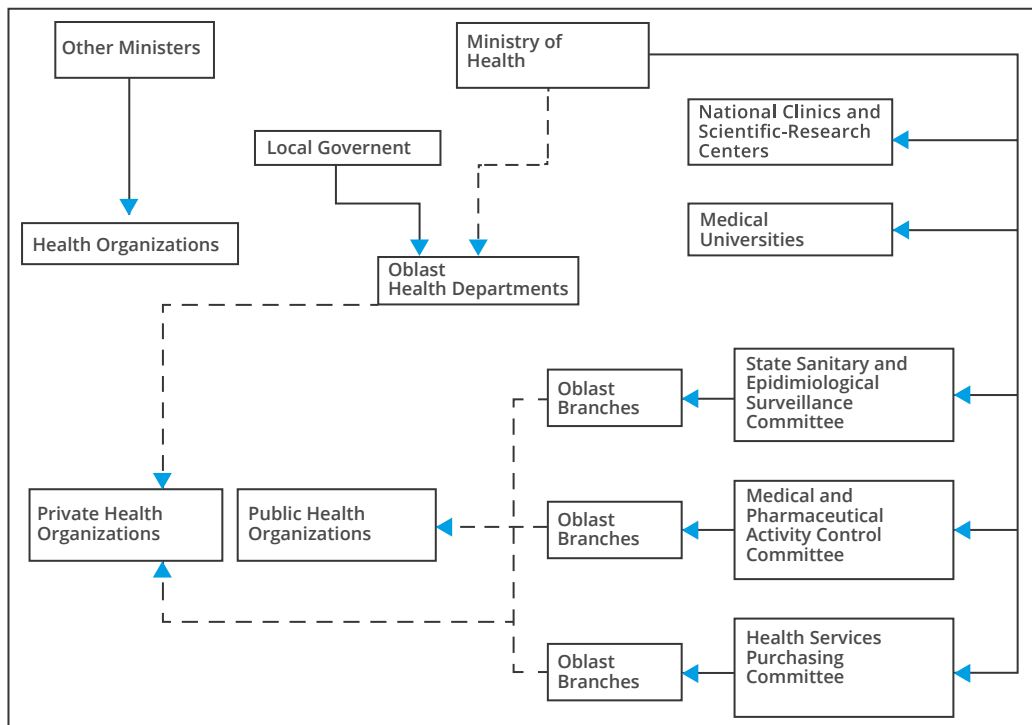 Other Ministers
Ministry of
Health
National Clinics and
Scientific-Research
Centers
Local Governent
Medical
Universities
Health Organizations
Oblast
Health Departments
State Sanitary and
Epidimiological
Surveillance
Committee
Oblast
Branches
Private Health
Organizations
Public Health
Organizations
Oblast
Branches
Medical and
Pharmaceutical
Activity Control
Committee
Oblast
Branches
Health Services
Purchasing
Committee